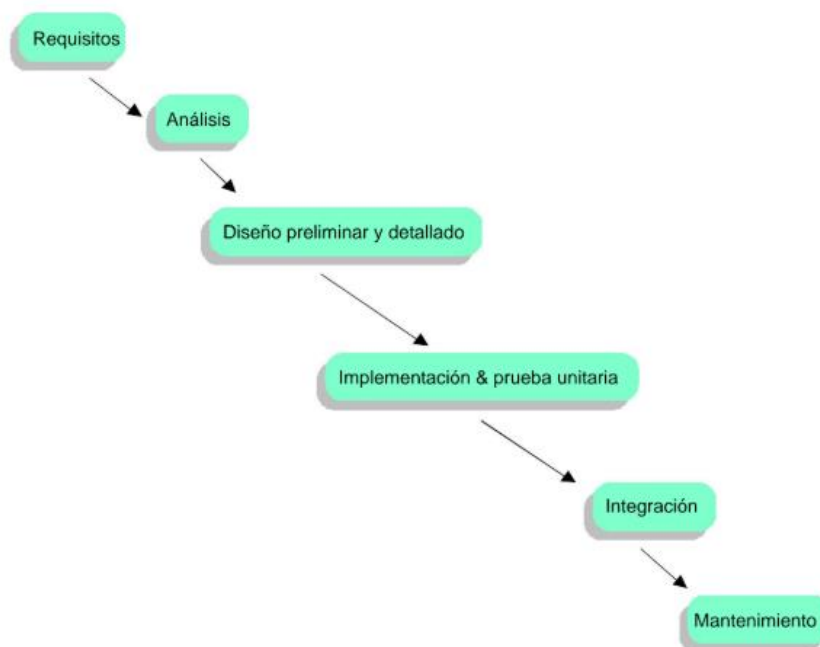 Requisitos
Análisis
Diseño preliminar y detallado
Implementación & prueba unitaria
Integración
Mantenimiento